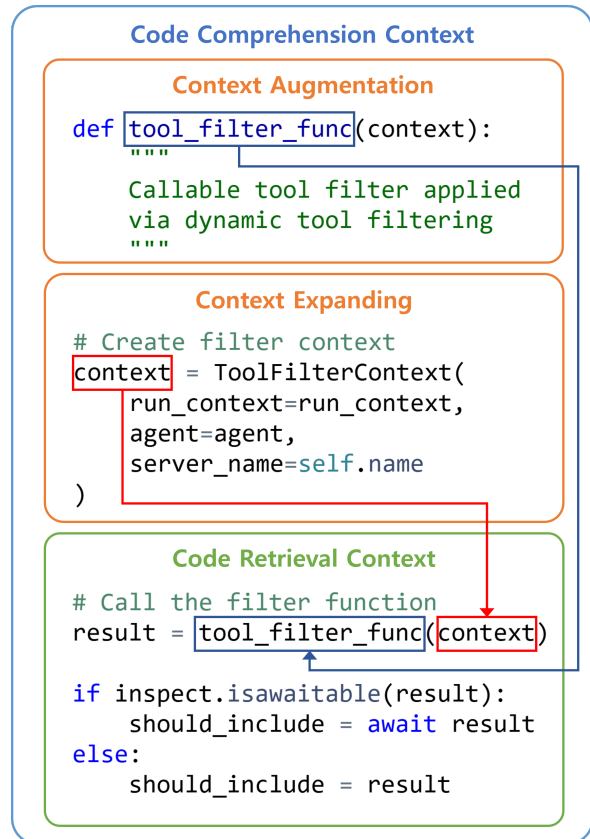 Code Comprehension Context
Context Augmentation
def tool_filter_func(context):
    """
    Callable tool filter applied
    via dynamic tool filtering
    """
Context Expanding
# Create filter context
context = ToolFilterContext(
    run_context=run_context,
    agent=agent,
    server_name=self.name
)
Code Retrieval Context
# Call the filter function
result = tool_filter_func(context)
if inspect.isawaitable(result):
    should_include = await result
else:
    should_include = result